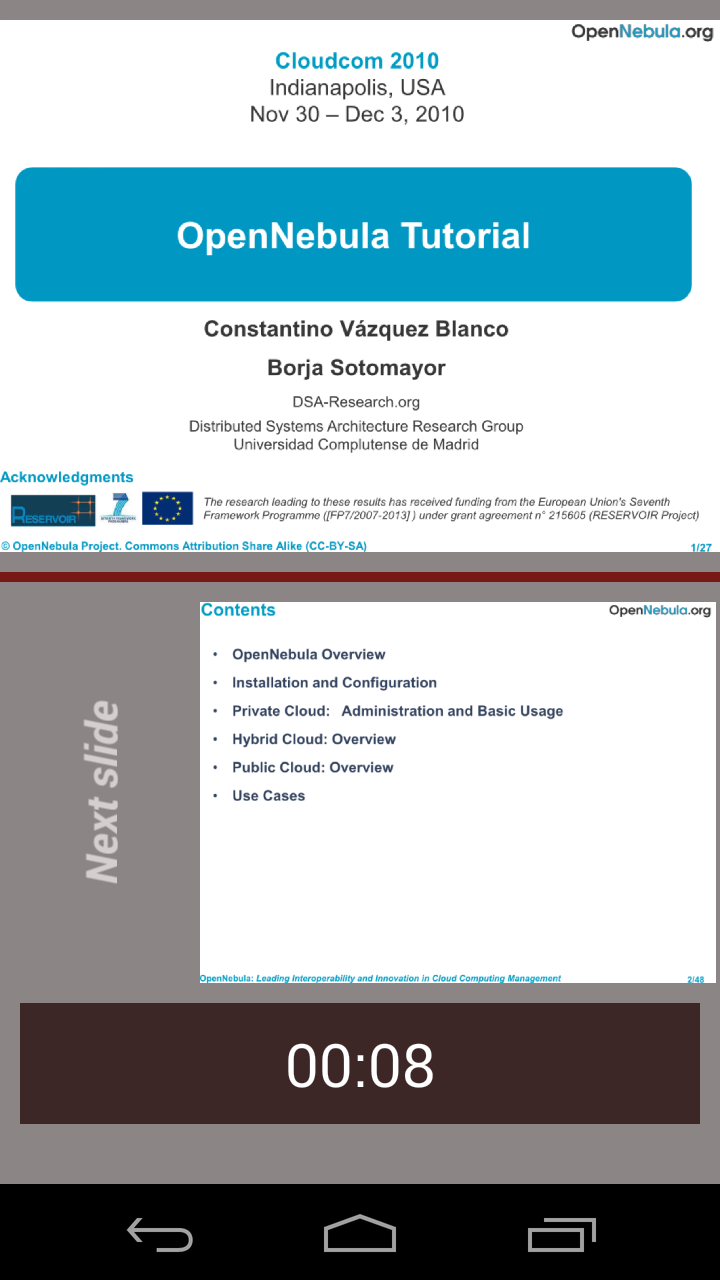 OpenNebula.org
Cloudcom 2010
Indianapolis, USA
Nov 30 – Dec 3, 2010
OpenNebula Tutorial
Constantino Vázquez Blanco
Borja Sotomayor
DSA-Research.org
Distributed Systems Architecture Research Group
Universidad Complutense de Madrid
Acknowledgments
RESERVOIR
7
SEVENTH FRAMEWORK
PROGRAMME
The research leading to these results has received funding from the European Union's Seventh
Framework Programme ([FP7/2007-2013] ) under grant agreement n° 215605 (RESERVOIR Project)
© OpenNebula Project. Commons Attribution Share Alike (CC-BY-SA)
1/27
Next slide
Contents
OpenNebula.org
• OpenNebula Overview
• Installation and Configuration
• Private Cloud: Administration and Basic Usage
• Hybrid Cloud: Overview
• Public Cloud: Overview
• Use Cases
OpenNebula: Leading Interoperability and Innovation in Cloud Computing Management
2/48
00:08